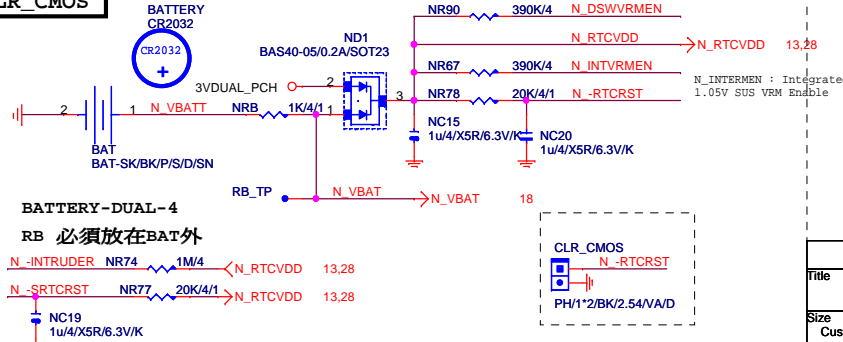 CLR_CMOS
BATTERY
CR2032
CR2032
+
ND1
BAS40-05/0.2A/SOT23
NR90 390K/4 N_DSWVRMEN
N_RTCVDD
N_RTCVDD 13,28
NR67 390K/4 N_INTVRMEN
N_INTERMEN : Integrated
1.05V SUS VRM Enable
3VDUAL_PCH 2
3
NR78 20K/4/1 N_-RTCRST
2 1 N_VBATT NRB 1K/4/1 1
BAT
BAT-SK/BK/P/S/D/SN
NC15
1u/4/X5R/6.3V/K
NC20
1u/4/X5R/6.3V/K
RB_TP N_VBAT N_VBAT 18
BATTERY-DUAL-4
RB 必須放在BAT外
N_-INTRUDER NR74 1M/4 N_RTCVDD 13,28
N_-SRTCRST NR77 20K/4/1 N_RTCVDD 13,28
NC19
1u/4/X5R/6.3V/K
CLR_CMOS
N_-RTCRST
PH/1*2/BK/2.54/VA/D
Title
Size
Cus